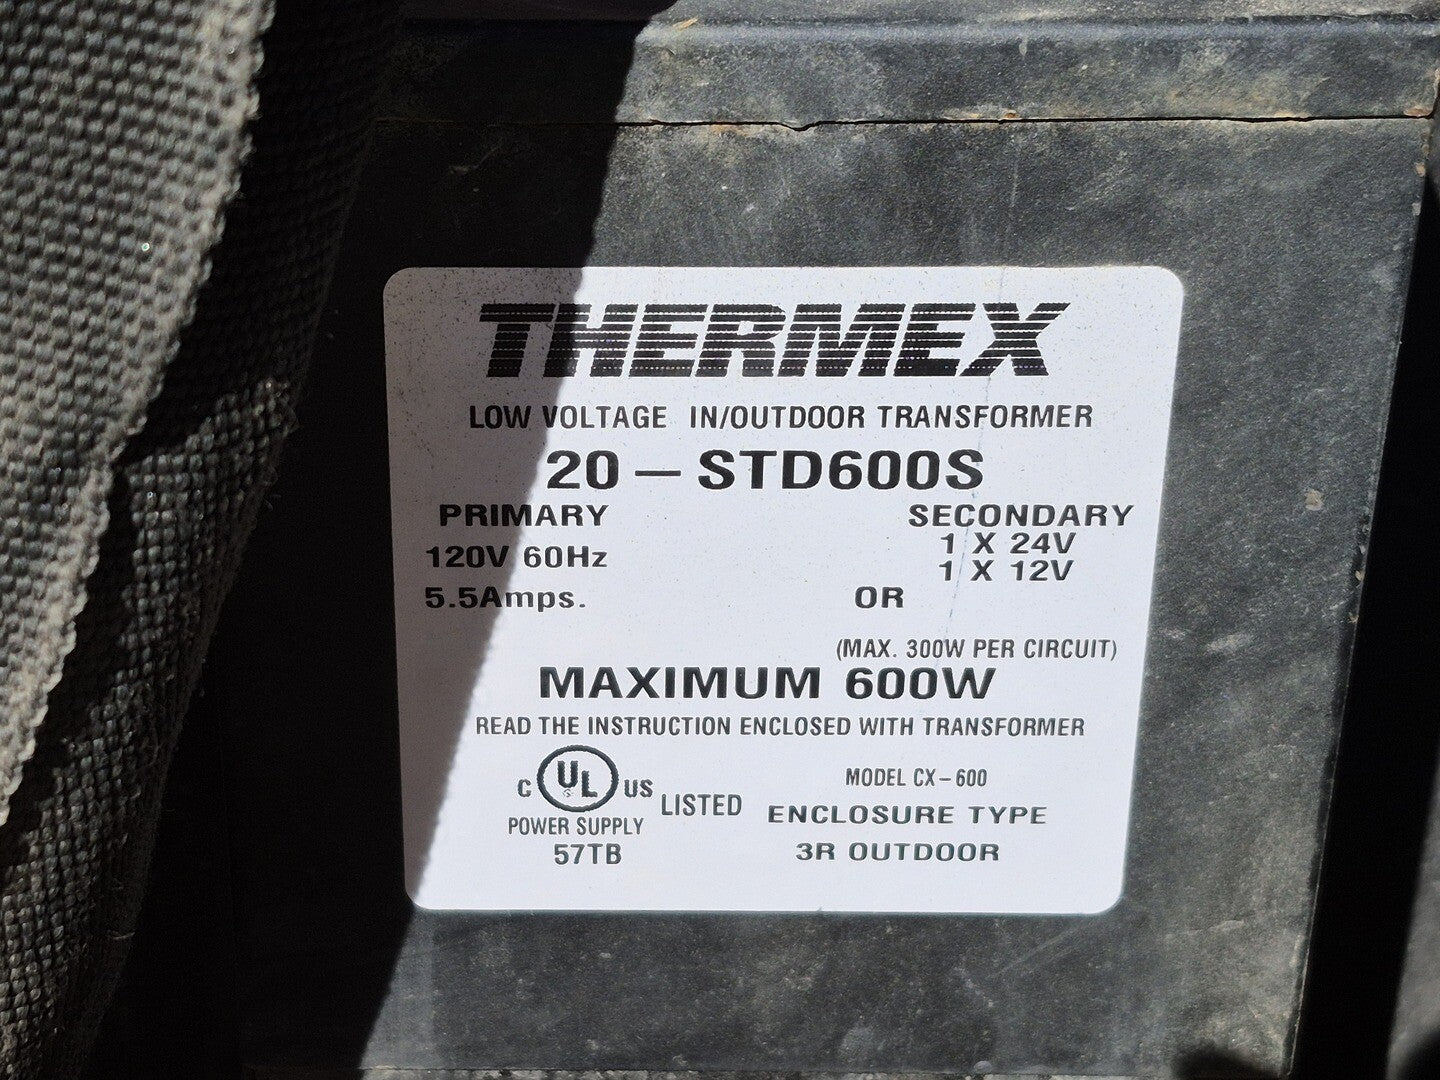 THERMEX
LOW VOLTAGE IN/OUTDOOR TRANSFORMER
20 – STD600S
PRIMARY
120V 60Hz
5.5Amps.
SECONDARY
1 X 24V
1 X 12V
OR
(MAX. 300W PER CIRCUIT)
MAXIMUM 600W
READ THE INSTRUCTION ENCLOSED WITH TRANSFORMER
C UL US LISTED
POWER SUPPLY
57TB
MODEL CX – 600
ENCLOSURE TYPE
3R OUTDOOR